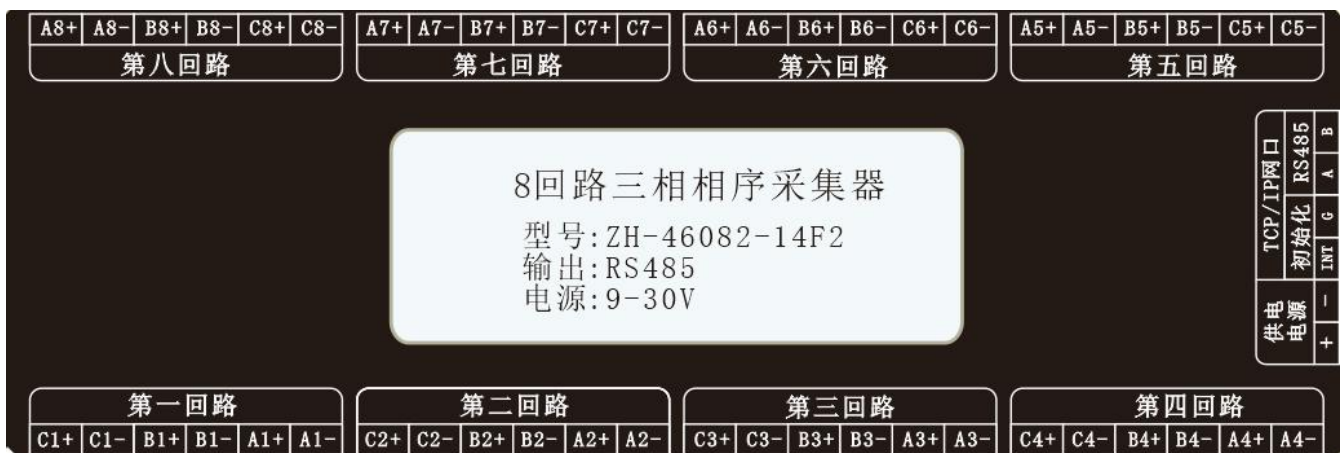 A8+ A8- B8+ B8- C8+ C8-
第八回路
A7+ A7- B7+ B7- C7+ C7-
第七回路
A6+ A6- B6+ B6- C6+ C6-
第六回路
A5+ A5- B5+ B5- C5+ C5-
第五回路
8回路三相相序采集器
型号:ZH-46082-14F2
输出:RS485
电源:9-30V
TCP/IP网口
RS485
初始化
B
A
G
INT
供电
电源
-
+
第一回路
C1+ C1- B1+ B1- A1+ A1-
第二回路
C2+ C2- B2+ B2- A2+ A2-
第三回路
C3+ C3- B3+ B3- A3+ A3-
第四回路
C4+ C4- B4+ B4- A4+ A4-